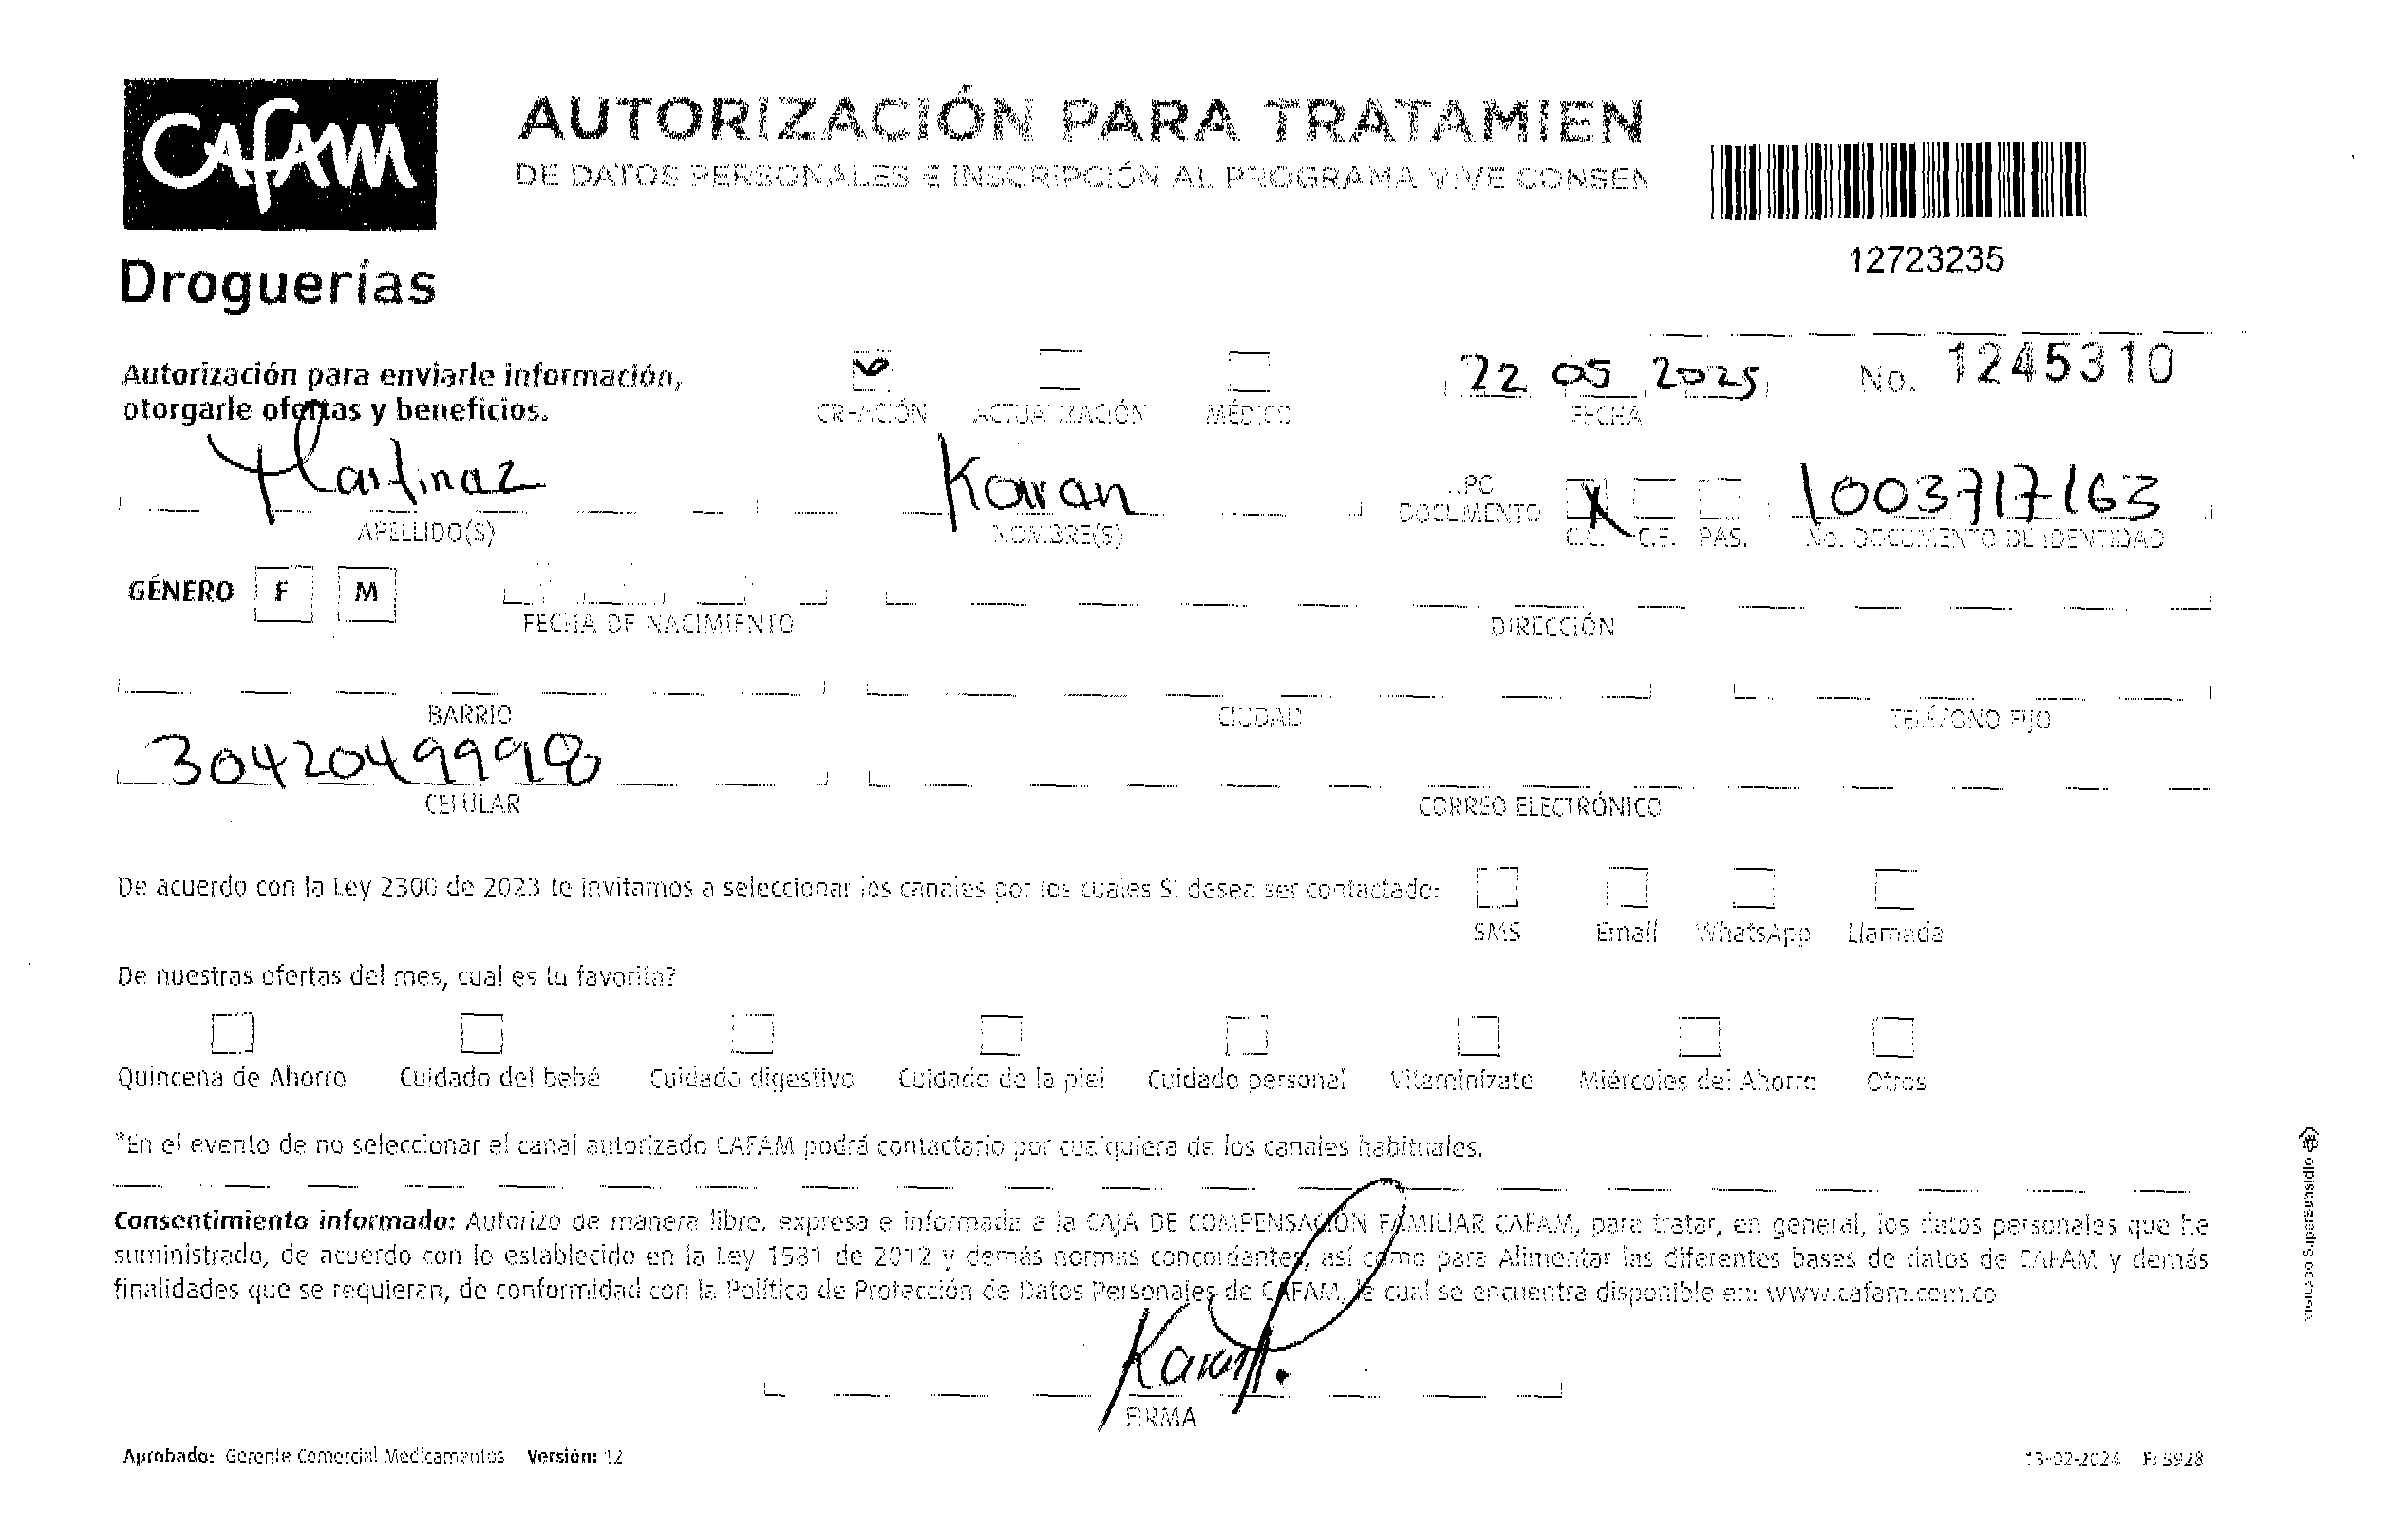 CAFAM
Droguerías
AUTORIZACIÓN PARA TRATAMIEN
DE DATOS PERSONALES E INSCRIPCIÓN AL PROGRAMA VIVE CONSEN
12723235
Autorización para enviarle información,
otorgarle ofertas y beneficios.
CREACIÓN ACTUALIZACIÓN MÉDICO
22 05 2025
FECHA
No. 1245310
Martinez
APELLIDO(S)
Karen
NOMBRE(S)
DOCUMENTO
X
C.C. C.E. PAS.
1003717163
No. DOCUMENTO DE IDENTIDAD
GÉNERO F M
FECHA DE NACIMIENTO
DIRECCIÓN
BARRIO
CIUDAD
TELÉFONO FIJO
3042049998
CELULAR
CORREO ELECTRÓNICO
De acuerdo con la Ley 2300 de 2023 te invitamos a seleccionar los canales por los cuales SI desea ser contactado:
SMS Email WhatsApp Llamada
De nuestras ofertas del mes, cual es tu favorita?
Quincena de Ahorro Cuidado del bebé Cuidado digestivo Cuidado de la piel Cuidado personal Vitaminízate Miércoles del Ahorro Otros
*En el evento de no seleccionar el canal autorizado CAFAM podrá contactarlo por cualquiera de los canales habituales.
Consentimiento informado: Autorizo de manera libre, expresa e informada a la CAJA DE COMPENSACIÓN FAMILIAR CAFAM, para tratar, en general, los datos personales que he
suministrado, de acuerdo con lo establecido en la Ley 1581 de 2012 y demás normas concordantes, así como para Alimentar las diferentes bases de datos de CAFAM y demás
finalidades que se requieran, de conformidad con la Política de Protección de Datos Personales de CAFAM, la cual se encuentra disponible en: www.cafam.com.co
FIRMA
Aprobado: Gerente Comercial Medicamentos Versión: 12
13-02-2024 F: 5928
VIGILADO SuperSubsidio